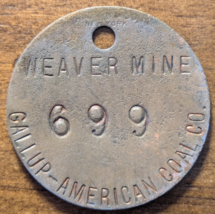 WEAVER MINE
699
GALLUP-AMERICAN COAL CO.